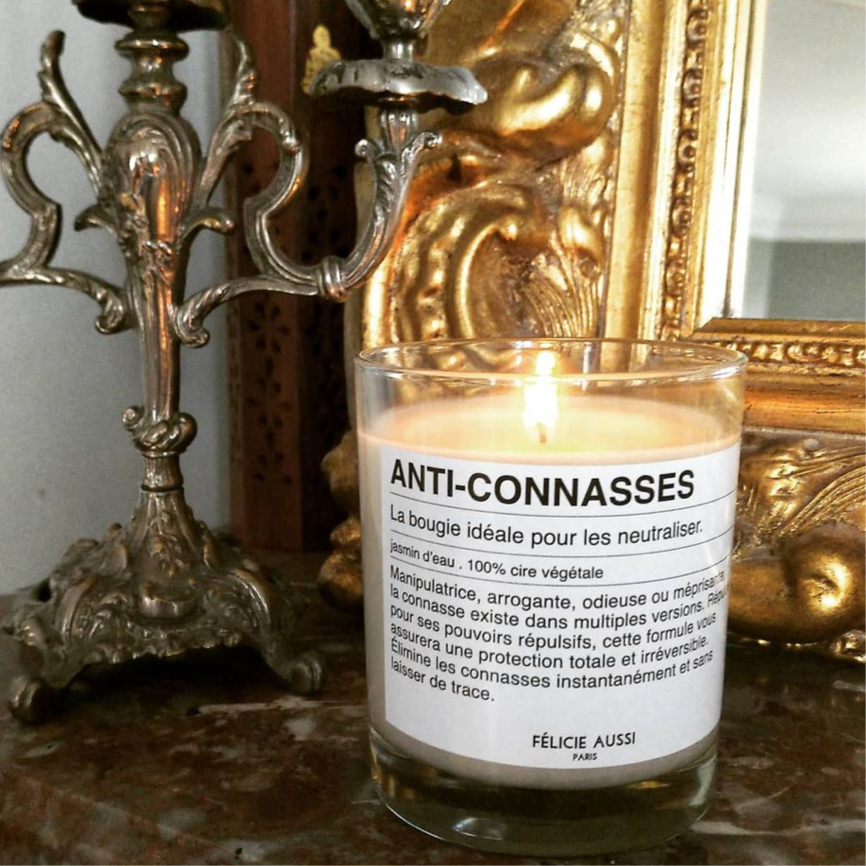 ANTI-CONNASSES
La bougie idéale pour les neutraliser.
jasmin d'eau . 100% cire végétale
Manipulatrice, arrogante, odieuse ou méprisante,
la connasse existe dans multiples versions.
pour ses pouvoirs répulsifs, cette formule vous
assurera une protection totale et irréversible.
Élimine les connasses instantanément et sans
laisser de trace.
FÉLICIE AUSSI
PARIS